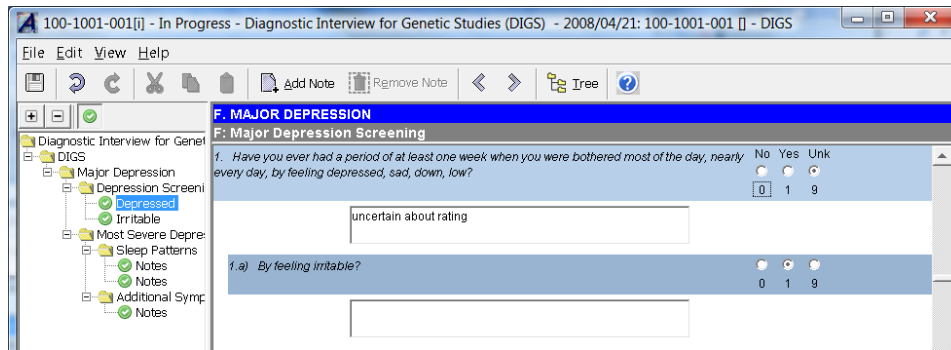 100-1001-001[i] - In Progress - Diagnostic Interview for Genetic Studies (DIGS) - 2008/04/21: 100-1001-001 [] - DIGS
File Edit View Help
Add Note Remove Note Tree
F. MAJOR DEPRESSION
F: Major Depression Screening
Diagnostic Interview for Genet
DIGS
Major Depression
Depression Screeni
Depressed
Irritable
Most Severe Depre
Sleep Patterns
Notes
Notes
Additional Symp
Notes
1. Have you ever had a period of at least one week when you were bothered most of the day, nearly
every day, by feeling depressed, sad, down, low?
No Yes Unk
0 1 9
uncertain about rating
1.a) By feeling irritable?
0 1 9